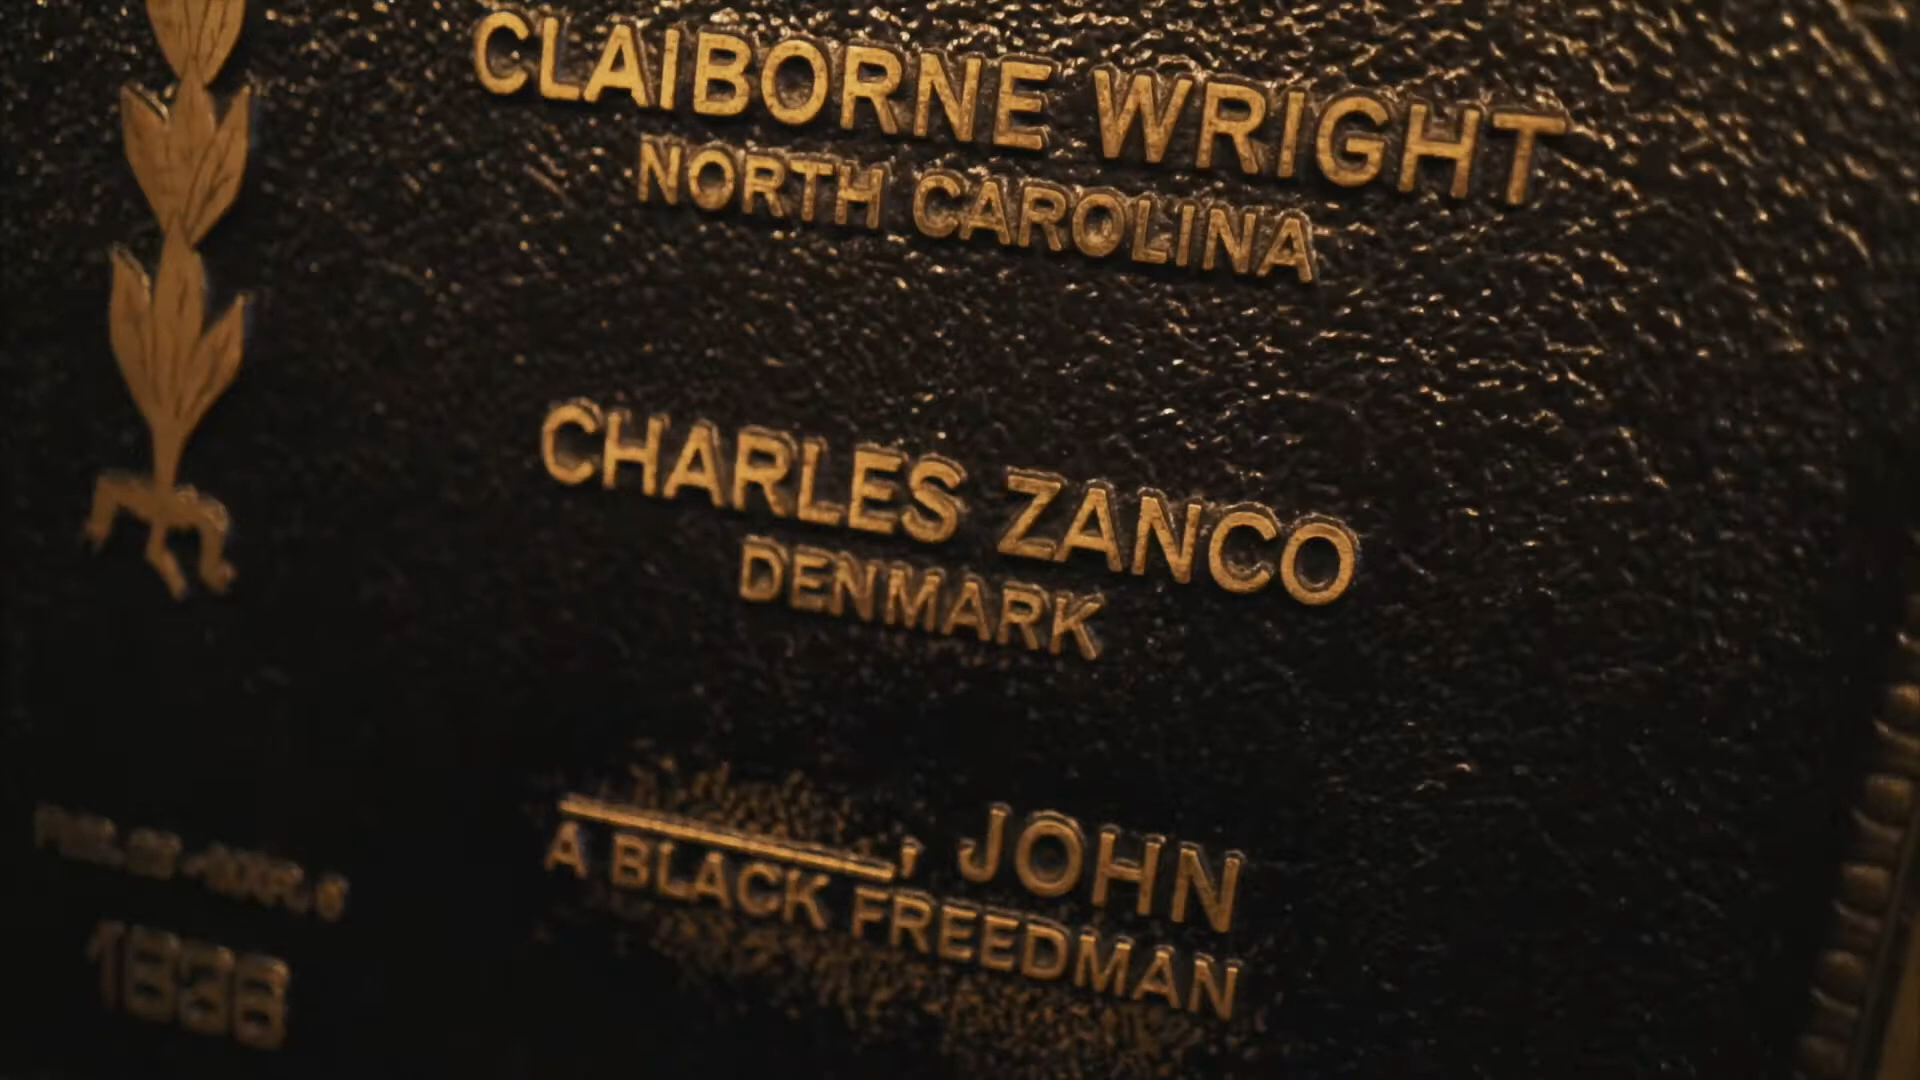 CLAIBORNE WRIGHT
NORTH CAROLINA
CHARLES ZANCO
DENMARK
, JOHN
A BLACK FREEDMAN
1836